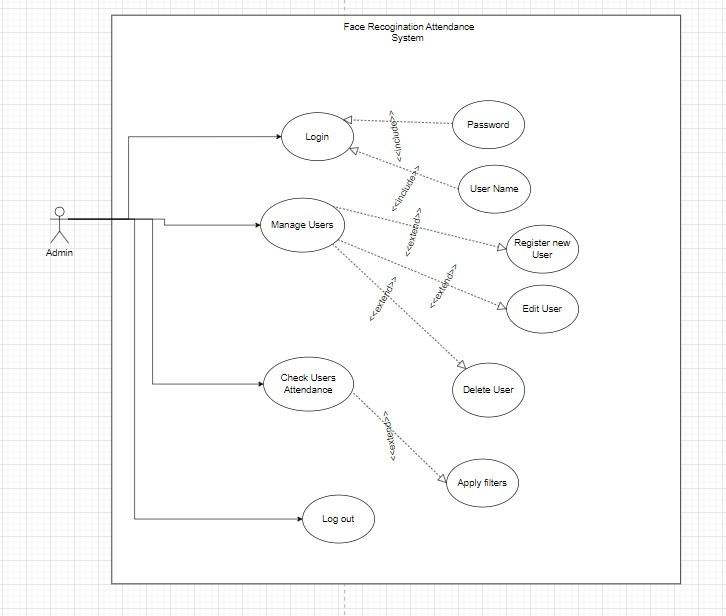 Face Recogination Attendance
System
<<include>>
Password
Login
<<include>>
User Name
Admin
Manage Users
<<extend>>
Register new
User
<<extend>>
<<extend>>
Edit User
Check Users
Attendance
Delete User
<<extend>>
Apply filters
Log out